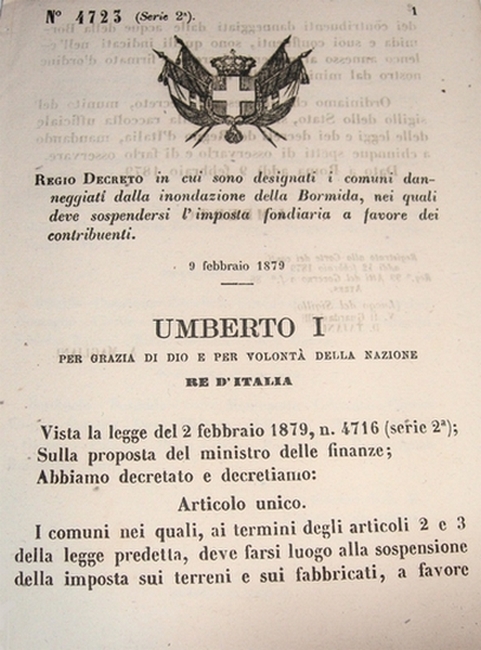 N° 4723 (Serie 2ª).
1
REGIO DECRETO in cui sono designati i comuni dan-
neggiati dalla inondazione della Bormida, nei quali
deve sospendersi l'imposta fondiaria a favore dei
contribuenti.
9 febbraio 1879
UMBERTO I
PER GRAZIA DI DIO E PER VOLONTÀ DELLA NAZIONE
RE D'ITALIA
Vista la legge del 2 febbraio 1879, n. 4716 (serie 2ª);
Sulla proposta del ministro delle finanze;
Abbiamo decretato e decretiamo:
Articolo unico.
I comuni nei quali, ai termini degli articoli 2 e 3
della legge predetta, deve farsi luogo alla sospensione
della imposta sui terreni e sui fabbricati, a favore